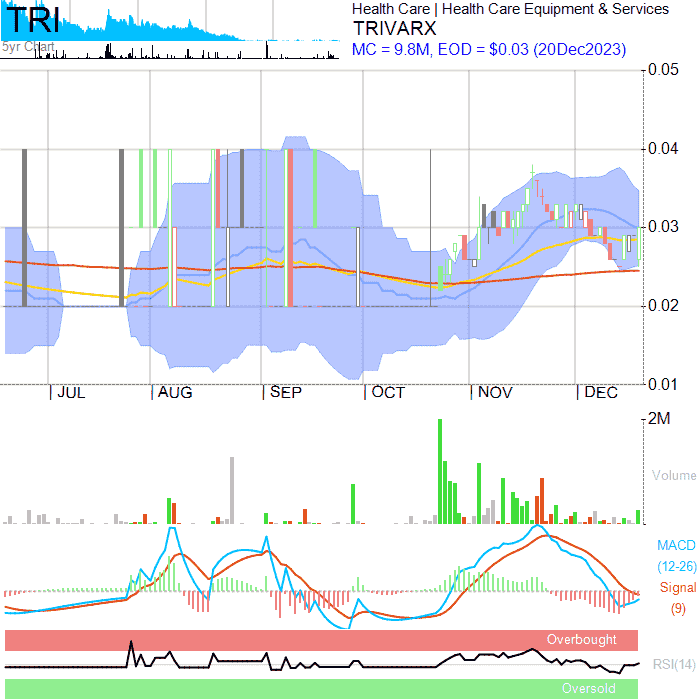 TRI
5yr Chart
Health Care | Health Care Equipment & Services
TRIVARX
MC = 9.8M, EOD = $0.03 (20Dec2023)
0.05
0.04
0.03
0.02
0.01
| JUL | AUG | SEP | OCT | NOV | DEC
2M
Volume
MACD
(12-26)
Signal
(9)
Overbought
RSI(14)
Oversold